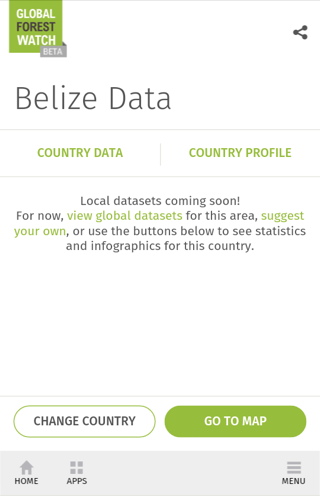 GLOBAL
FOREST
WATCH
BETA
Belize Data
COUNTRY DATA
COUNTRY PROFILE
Local datasets coming soon!
For now, view global datasets for this area, suggest
your own, or use the buttons below to see statistics
and infographics for this country.
CHANGE COUNTRY
GO TO MAP
HOME
APPS
MENU